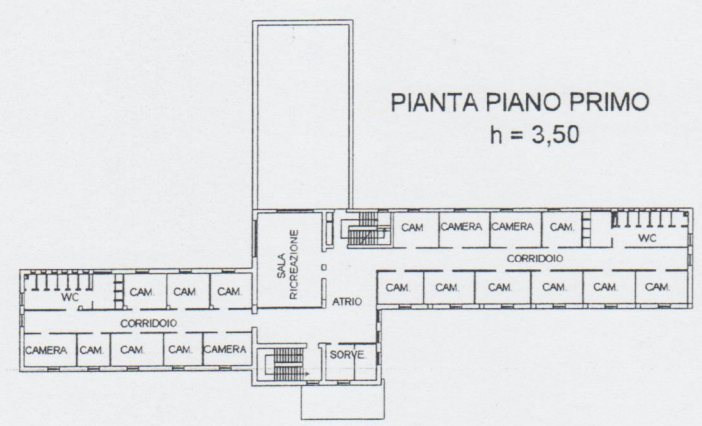 PIANTA PIANO PRIMO
h = 3,50
CAM CAMERA CAMERA CAM. WC
CORRIDOIO
CAM. CAM. CAM. CAM. CAM. CAM.
SALA
RICREAZIONE
ATRIO
WC CAM. CAM. CAM.
CORRIDOIO
CAMERA CAM. CAM. CAM. CAMERA
SORVE.